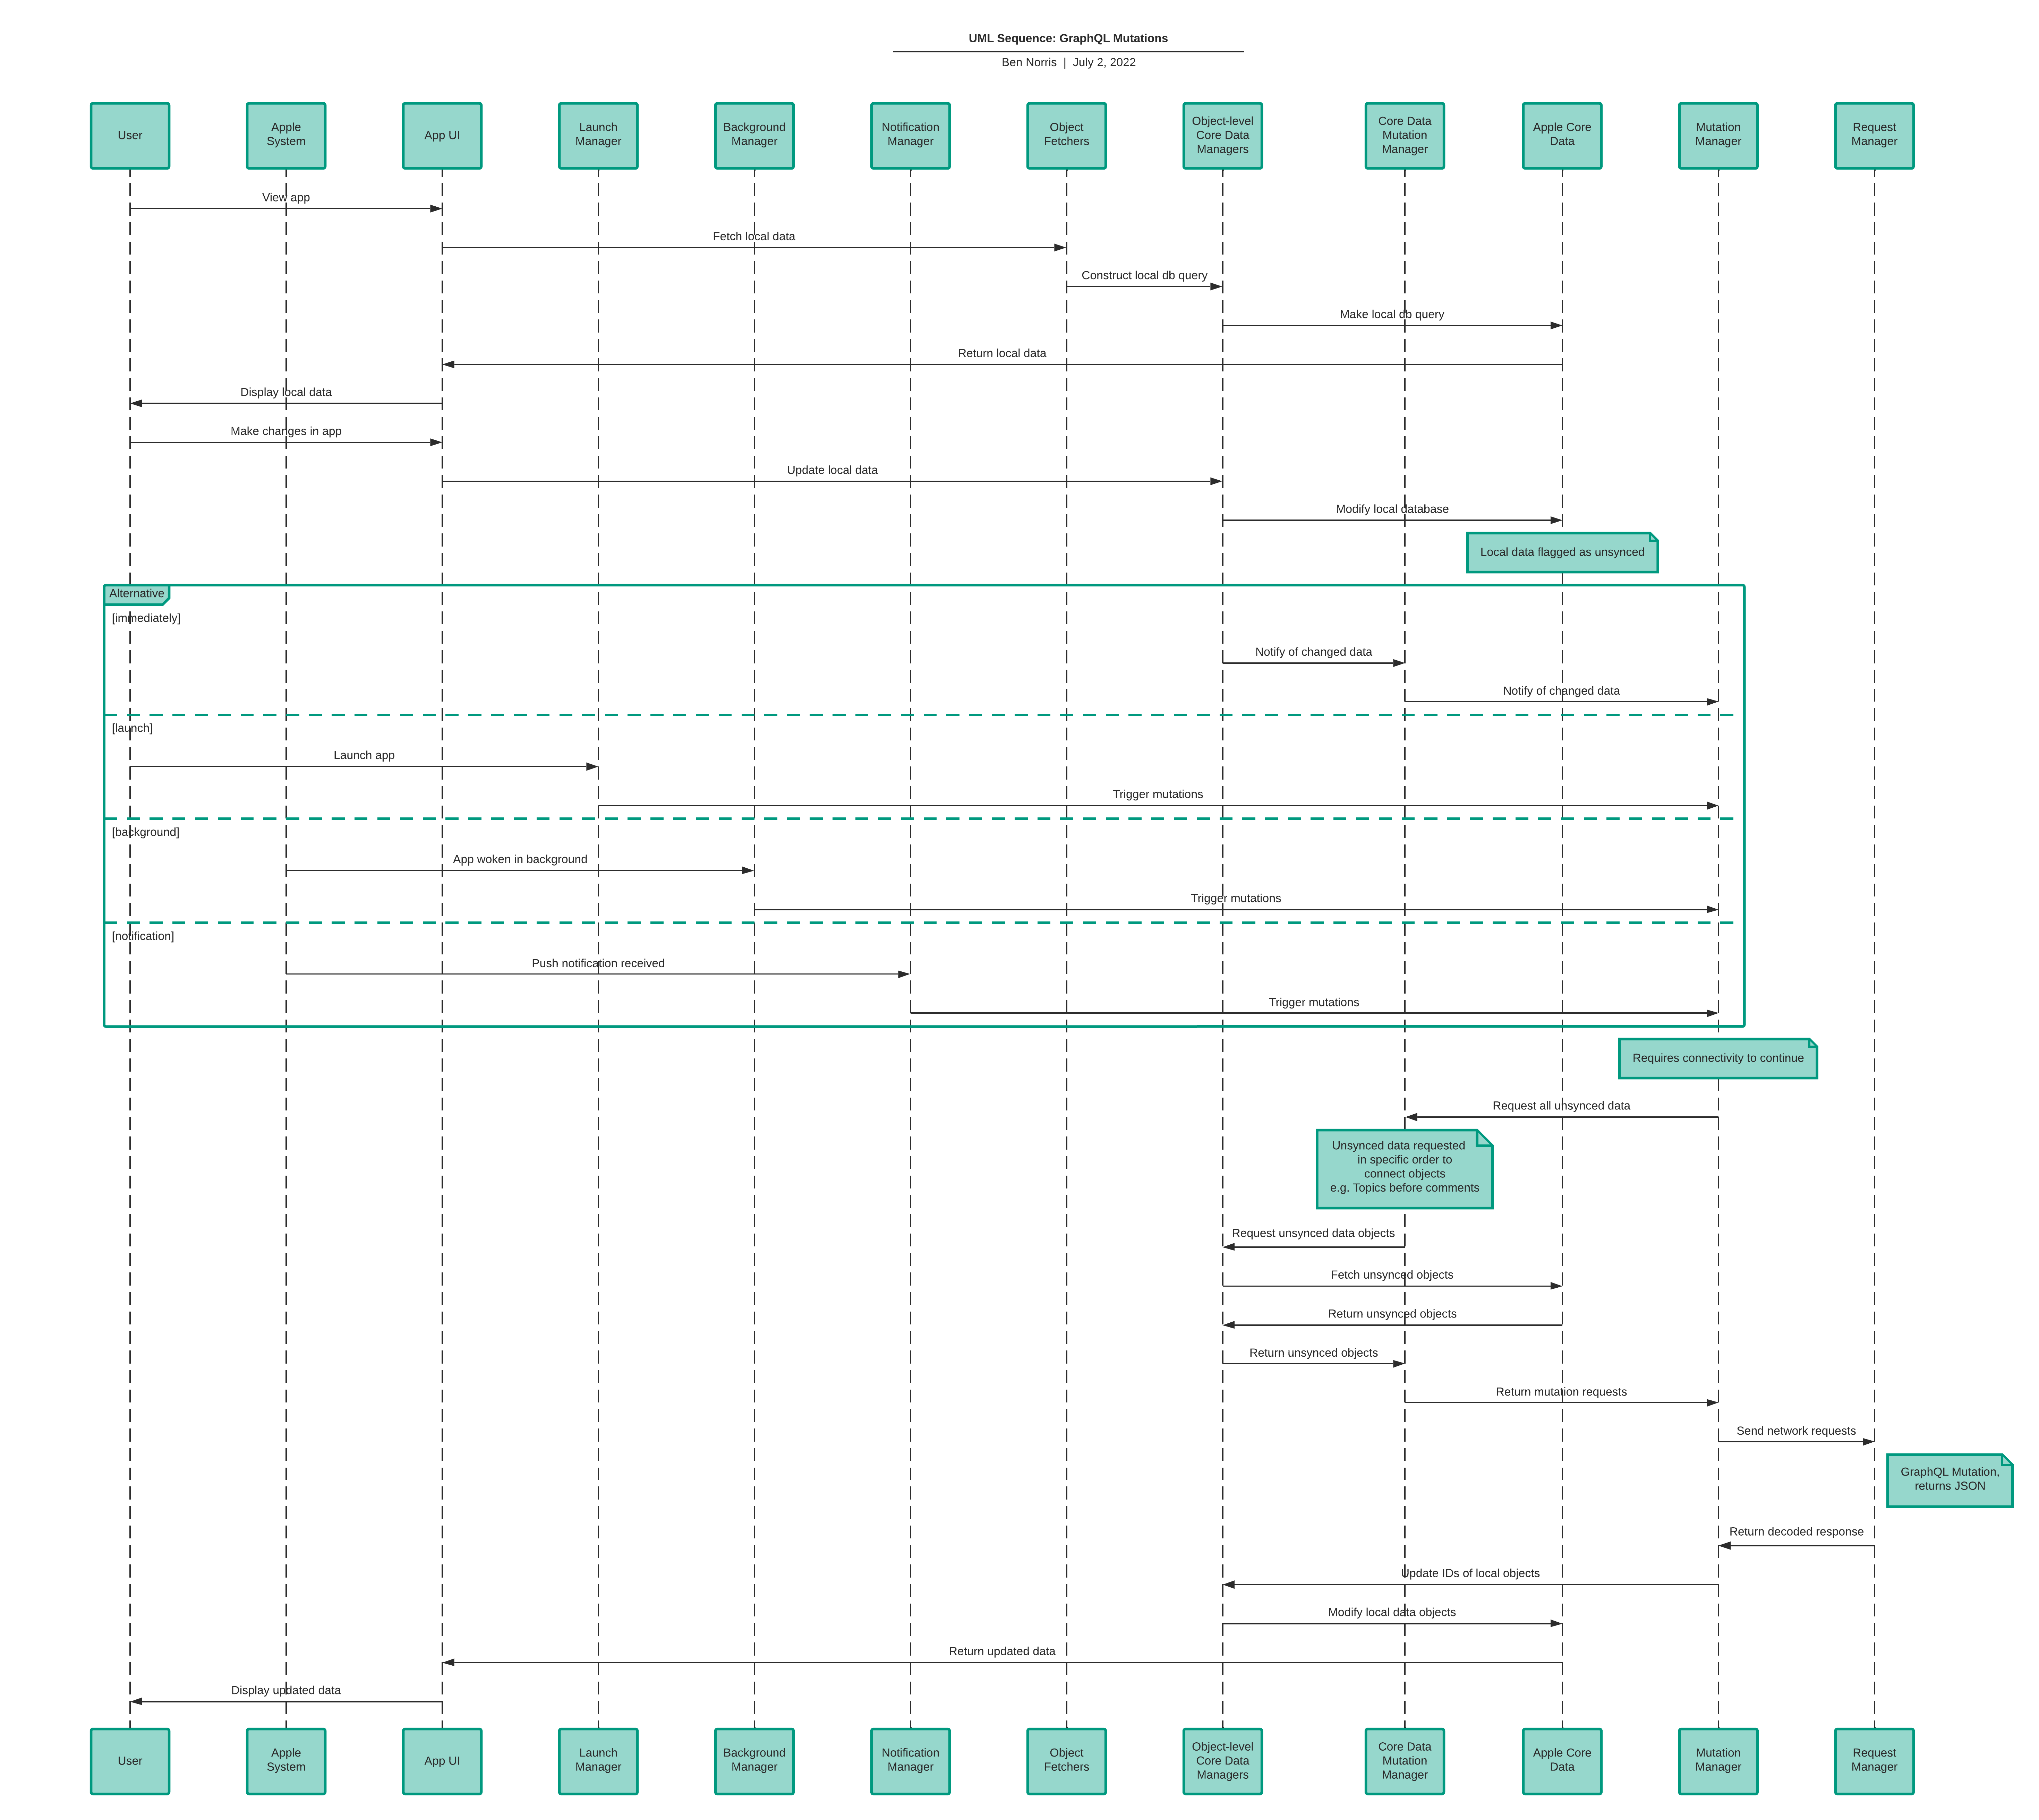 UML Sequence: GraphQL Mutations
Ben Norris | July 2, 2022
User
Apple
System
App UI
Launch
Manager
Background
Manager
Notification
Manager
Object
Fetchers
Object-level
Core Data
Managers
Core Data
Mutation
Manager
Apple Core
Data
Mutation
Manager
Request
Manager
View app
Fetch local data
Construct local db query
Make local db query
Return local data
Display local data
Make changes in app
Update local data
Modify local database
Local data flagged as unsynced
Alternative
[immediately]
Notify of changed data
Notify of changed data
[launch]
Launch app
Trigger mutations
[background]
App woken in background
Trigger mutations
[notification]
Push notification received
Trigger mutations
Requires connectivity to continue
Request all unsynced data
Unsynced data requested
in specific order to
connect objects
e.g. Topics before comments
Request unsynced data objects
Fetch unsynced objects
Return unsynced objects
Return unsynced objects
Return mutation requests
Send network requests
GraphQL Mutation,
returns JSON
Return decoded response
Update IDs of local objects
Modify local data objects
Return updated data
Display updated data
User
Apple
System
App UI
Launch
Manager
Background
Manager
Notification
Manager
Object
Fetchers
Object-level
Core Data
Managers
Core Data
Mutation
Manager
Apple Core
Data
Mutation
Manager
Request
Manager